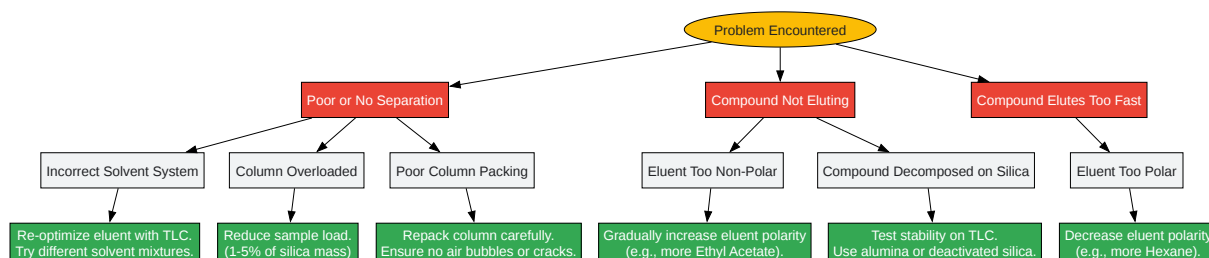 Problem Encountered
Poor or No Separation
Compound Not Eluting
Compound Elutes Too Fast
Incorrect Solvent System
Column Overloaded
Poor Column Packing
Eluent Too Non-Polar
Compound Decomposed on Silica
Eluent Too Polar
Re-optimize eluent with TLC.
Try different solvent mixtures.
Reduce sample load.
(1-5% of silica mass)
Repack column carefully.
Ensure no air bubbles or cracks.
Gradually increase eluent polarity
(e.g., more Ethyl Acetate).
Test stability on TLC.
Use alumina or deactivated silica.
Decrease eluent polarity
(e.g., more Hexane).